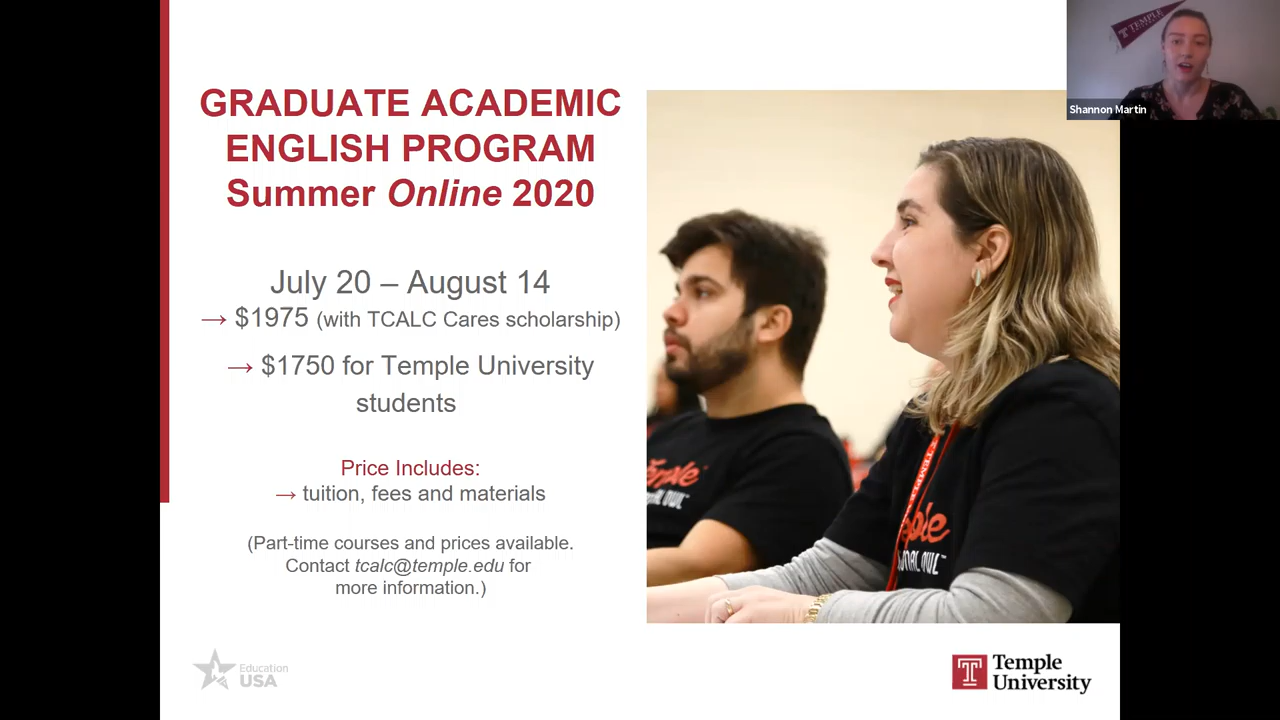 GRADUATE ACADEMIC
ENGLISH PROGRAM
Summer Online 2020
July 20 – August 14
→ $1975 (with TCALC Cares scholarship)
→ $1750 for Temple University
students
Price Includes:
→ tuition, fees and materials
(Part-time courses and prices available.
Contact tcalc@temple.edu for
more information.)
Education
USA
Temple
University
TEMPLE
Shannon Martin